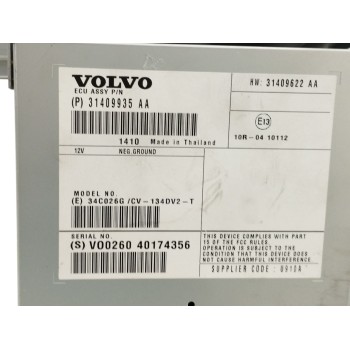 VOLVO
ECU ASSY P/N
(P) 31409935 AA
HW: 31409622 AA
E13
10R-04 10112
1410 Made in Thailand
12V NEG.GROUND
MODEL NO.
(E) 34C026G /CV-134DV2-T
SERIAL NO.
(S) VO0260 40174356
THIS DEVICE COMPLIES WITH PART
15 OF THE FCC RULES.
OPERATION IS SUBJECT TO THE
CONDITION THAT THIS DEVICE DOES
NOT CAUSE HARMFUL INTERFERENCE.
SUPPLIER CODE : 0910A